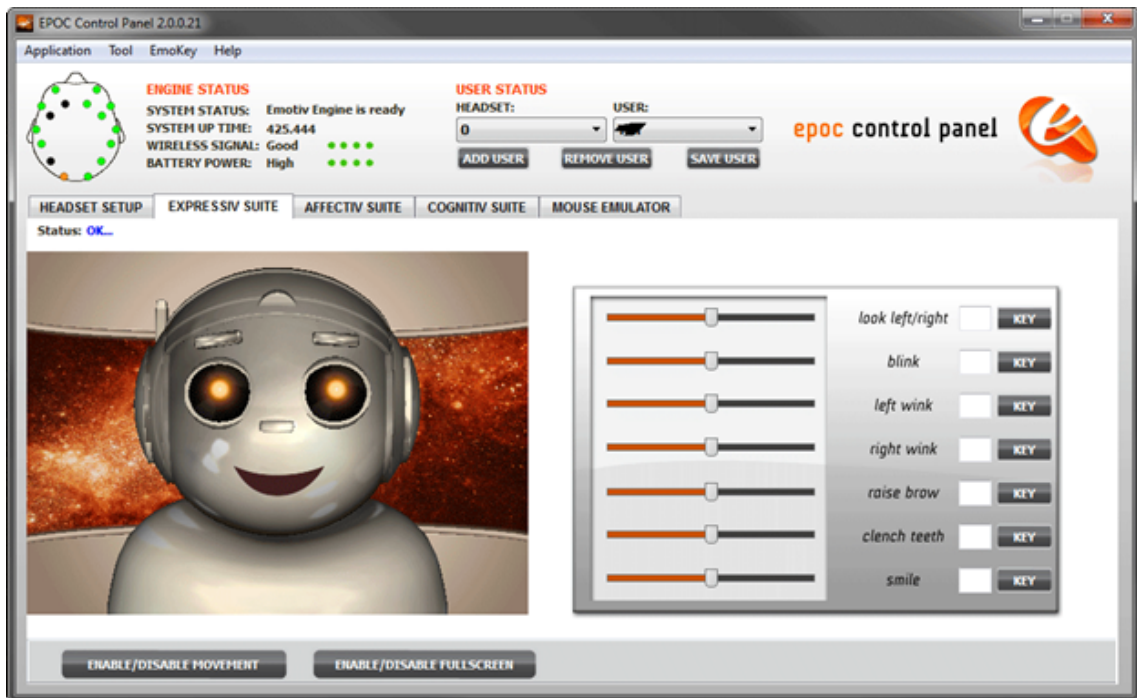 EPOC Control Panel 2.0.0.21
Application Tool EmoKey Help
ENGINE STATUS
SYSTEM STATUS: Emotiv Engine is ready
SYSTEM UP TIME: 425.444
WIRELESS SIGNAL: Good
BATTERY POWER: High
USER STATUS
HEADSET: USER:
0
ADD USER REMOVE USER SAVE USER
epoc control panel
HEADSET SETUP EXPRESSIV SUITE AFFECTIV SUITE COGNITIV SUITE MOUSE EMULATOR
Status: OK...
look left/right KEY
blink KEY
left wink KEY
right wink KEY
raise brow KEY
clench teeth KEY
smile KEY
ENABLE/DISABLE MOVEMENT ENABLE/DISABLE FULLSCREEN